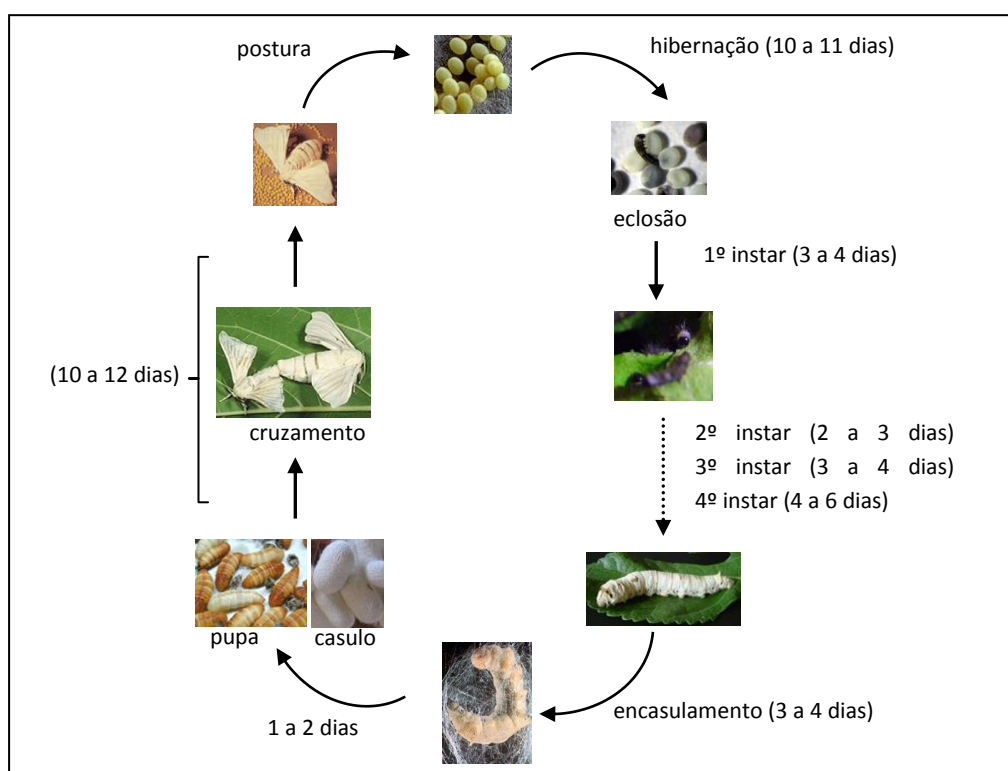 postura
hibernação (10 a 11 dias)
eclosão
1º instar (3 a 4 dias)
(10 a 12 dias)
cruzamento
2º instar (2 a 3 dias)
3º instar (3 a 4 dias)
4º instar (4 a 6 dias)
pupa
casulo
encasulamento (3 a 4 dias)
1 a 2 dias